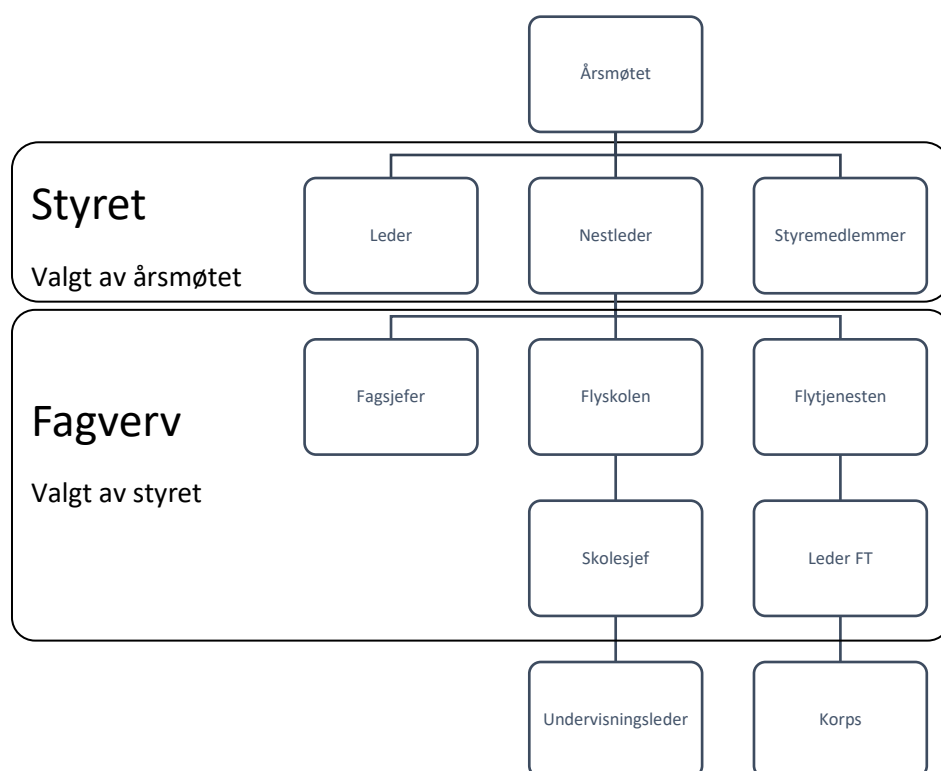 Årsmøtet
Styret
Valgt av årsmøtet
Leder
Nestleder
Styremedlemmer
Fagverv
Valgt av styret
Fagsjefer
Flyskolen
Flytjenesten
Skolesjef
Leder FT
Undervisningsleder
Korps